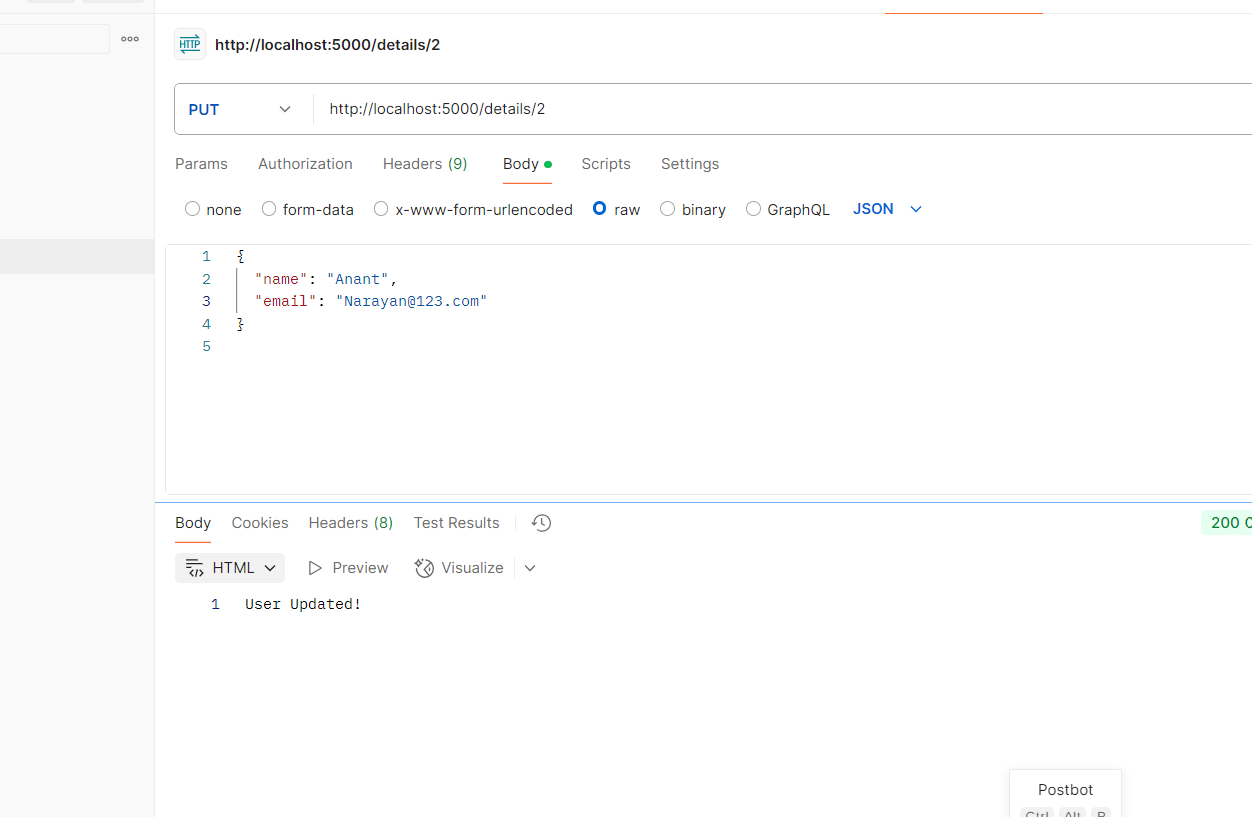 HTTP http://localhost:5000/details/2
PUT http://localhost:5000/details/2
Params Authorization Headers (9) Body Scripts Settings
none form-data x-www-form-urlencoded raw binary GraphQL JSON
1 {
2 "name": "Anant",
3 "email": "Narayan@123.com"
4 }
5
Body Cookies Headers (8) Test Results 200
HTML Preview Visualize
1 User Updated!
Postbot
Ctrl Alt P